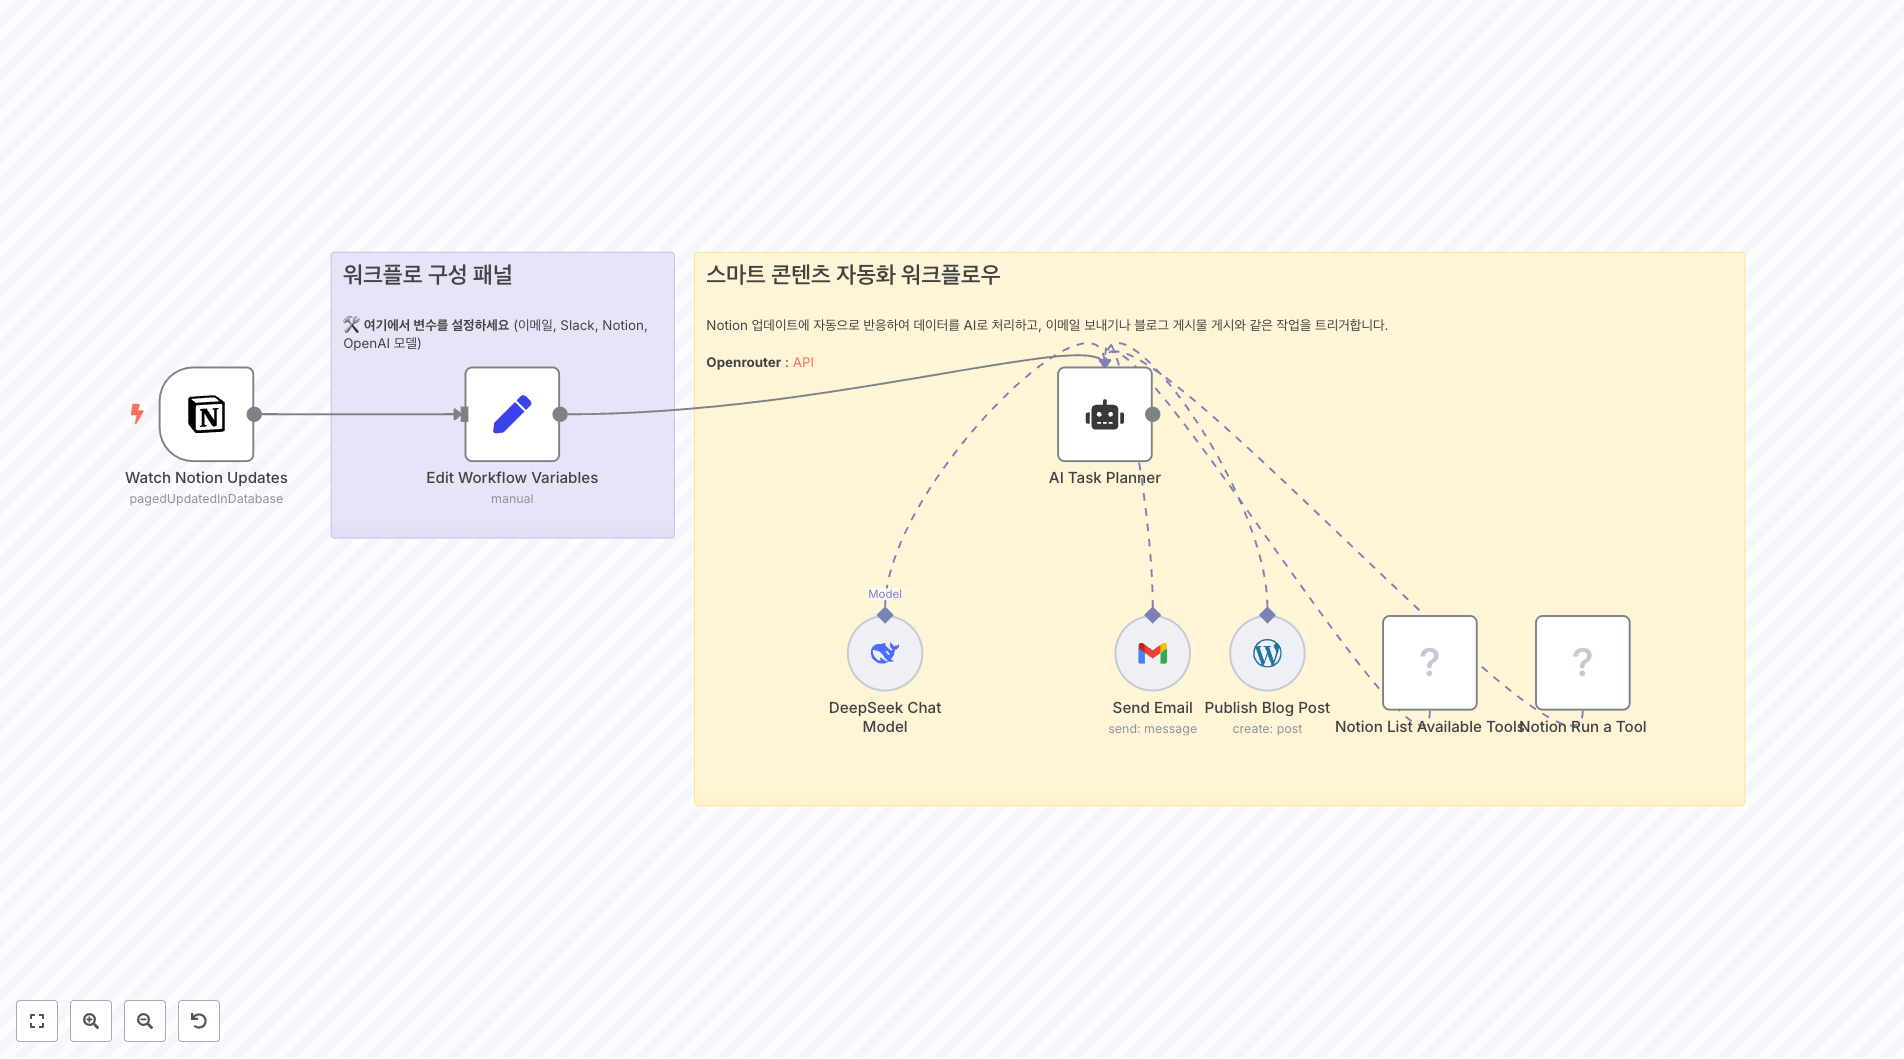 워크플로 구성 패널
🛠️ 여기에서 변수를 설정하세요 (이메일, Slack, Notion,
OpenAI 모델)
Watch Notion Updates
pagedUpdatedInDatabase
Edit Workflow Variables
manual
스마트 콘텐츠 자동화 워크플로우
Notion 업데이트에 자동으로 반응하여 데이터를 AI로 처리하고, 이메일 보내기나 블로그 게시물 게시와 같은 작업을 트리거합니다.
Openrouter : API
AI Task Planner
Model
DeepSeek Chat
Model
Send Email
send: message
Publish Blog Post
create: post
?
Notion List Available Tools
?
Notion Run a Tool